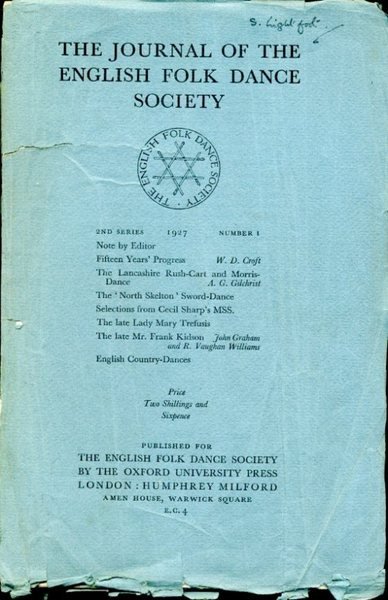 S. Lightfoot
THE JOURNAL OF THE
ENGLISH FOLK DANCE
SOCIETY
THE ENGLISH FOLK DANCE SOCIETY ·
2ND SERIES 1927 NUMBER 1
Note by Editor
Fifteen Years' Progress W. D. Croft
The Lancashire Rush-Cart and Morris-
Dance A. G. Gilchrist
The 'North Skelton' Sword-Dance
Selections from Cecil Sharp's MSS.
The late Lady Mary Trefusis
The late Mr. Frank Kidson John Graham
and R. Vaughan Williams
English Country-Dances
Price
Two Shillings and
Sixpence
PUBLISHED FOR
THE ENGLISH FOLK DANCE SOCIETY
BY THE OXFORD UNIVERSITY PRESS
LONDON : HUMPHREY MILFORD
AMEN HOUSE, WARWICK SQUARE
E.C. 4